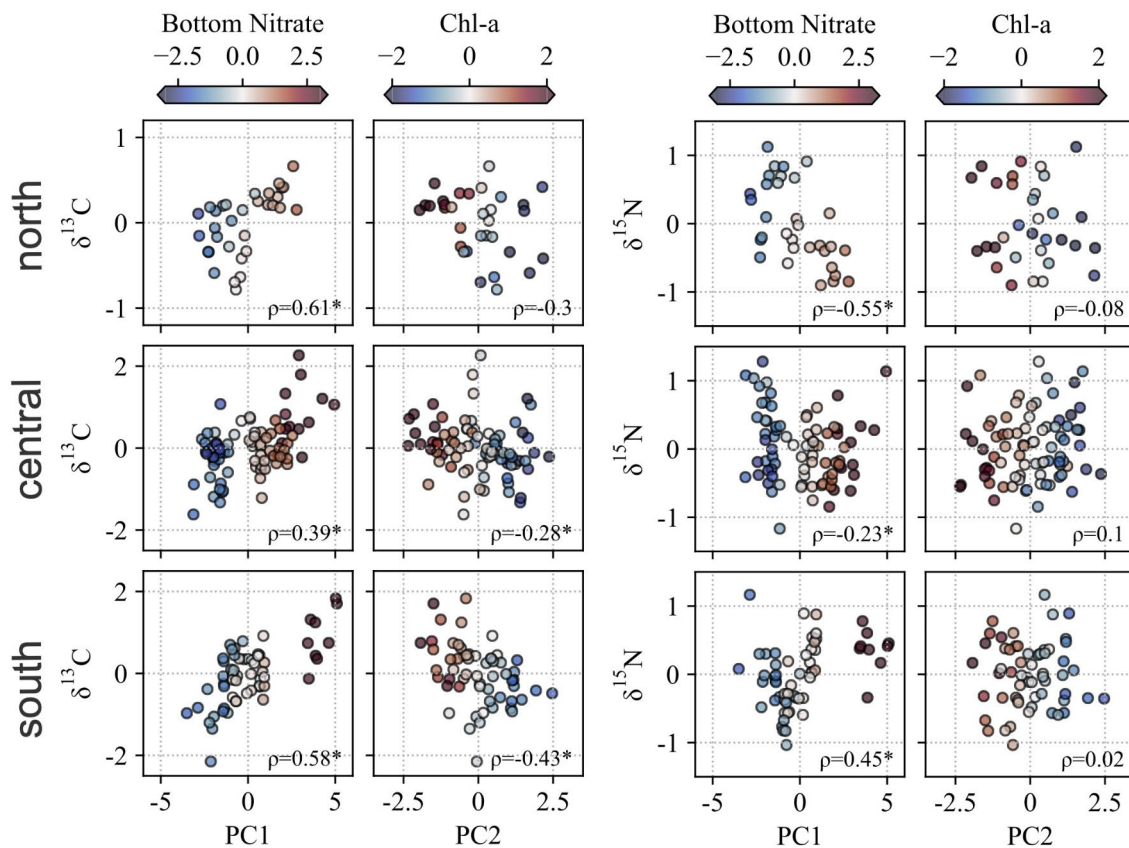 Bottom Nitrate Chl-a Bottom Nitrate Chl-a
−2.5 0.0 2.5 −2 0 2 −2.5 0.0 2.5 −2 0 2
north
δ13C
1
0
-1
ρ=0.61*
ρ=-0.3
δ15N
1
0
-1
ρ=-0.55*
ρ=-0.08
central
δ13C
2
0
-2
ρ=0.39*
ρ=-0.28*
δ15N
1
0
-1
ρ=-0.23*
ρ=0.1
south
δ13C
2
0
-2
ρ=0.58*
ρ=-0.43*
δ15N
1
0
-1
ρ=0.45*
ρ=0.02
-5 0 5 -2.5 0 2.5 -5 0 5 -2.5 0 2.5
PC1 PC2 PC1 PC2